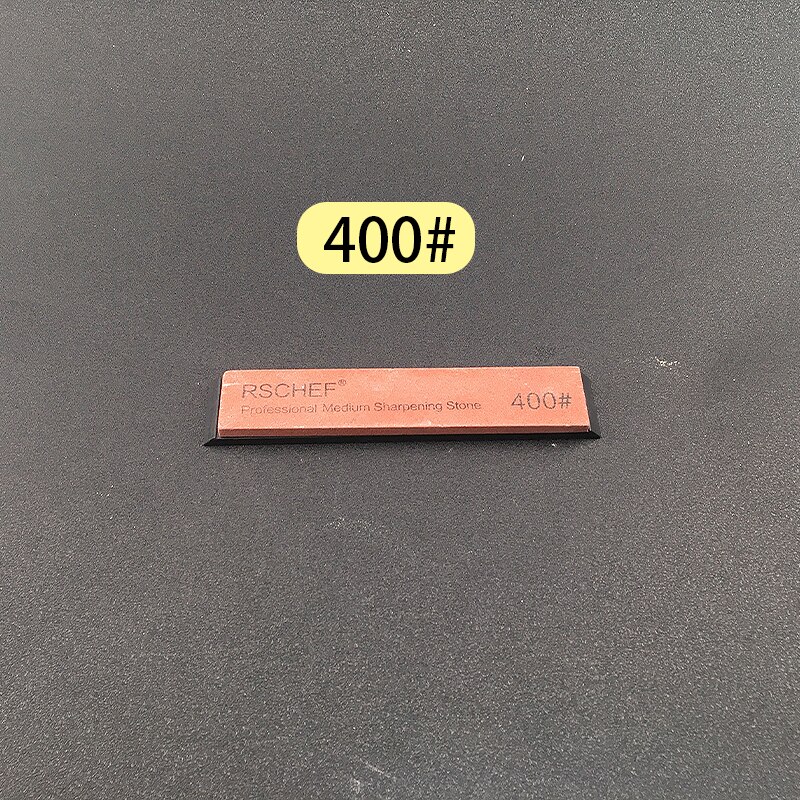 400#
RSCHEF®
Professional Medium Sharpening Stone
400#